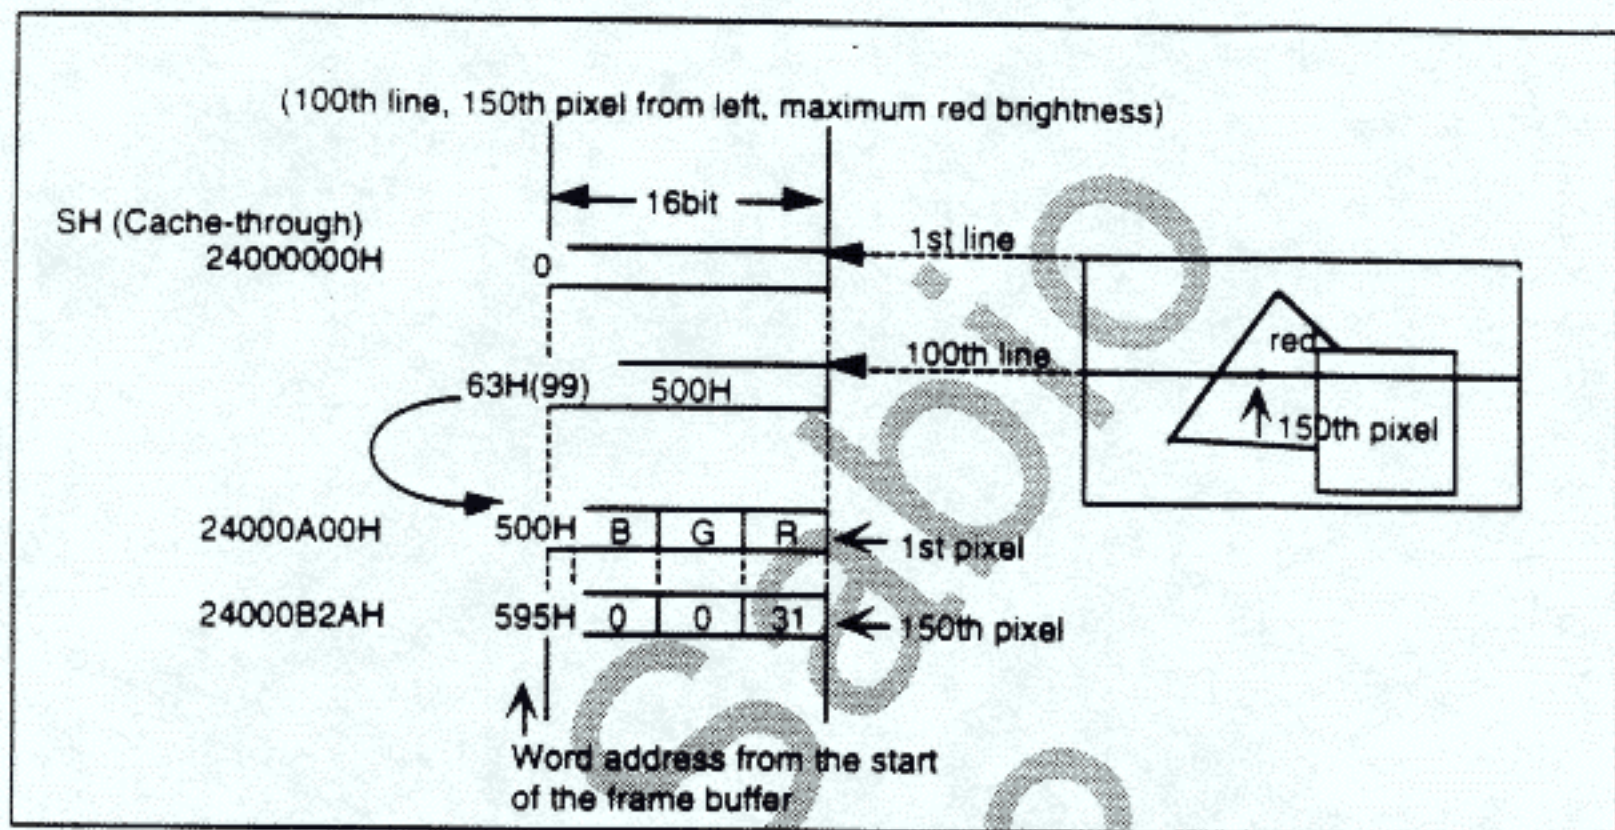 (100th line, 150th pixel from left, maximum red brightness)
16bit
SH (Cache-through)
24000000H
0
1st line
100th line
63H(99)
500H
red
150th pixel
24000A00H
500H
B
G
R
1st pixel
24000B2AH
595H
0
0
31
150th pixel
Word address from the start
of the frame buffer